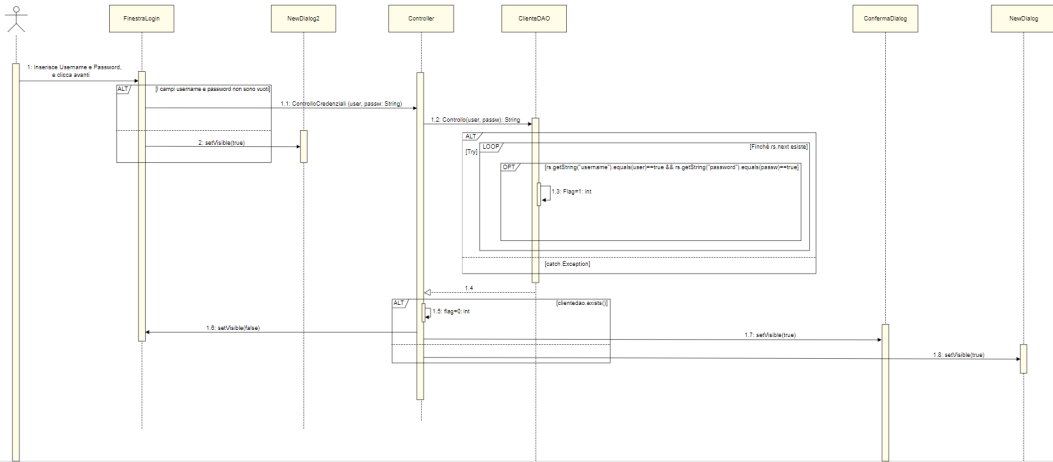 FinestraLogin
NewDialog2
Controller
ClienteDAO
ConfermaDialog
NewDialog
1: Inserisce Username e Password,
e clicca avanti
ALT
[I campi username e password non sono vuoti]
1.1: ControlloCredenziali (user, passw: String)
1.2: Controllo(user, passw): String
2: setVisible(true)
ALT
[Try]
LOOP
[Finchè rs.next esiste]
OPT
[rs.getString("username").equals(user)==true && rs.getString("password").equals(passw)==true]
1.3: Flag=1: int
[catch Exception]
1.4
ALT
[clientedao.exists()]
1.5: flag=0: int
1.6: setVisible(false)
1.7: setVisible(true)
1.8: setVisible(true)